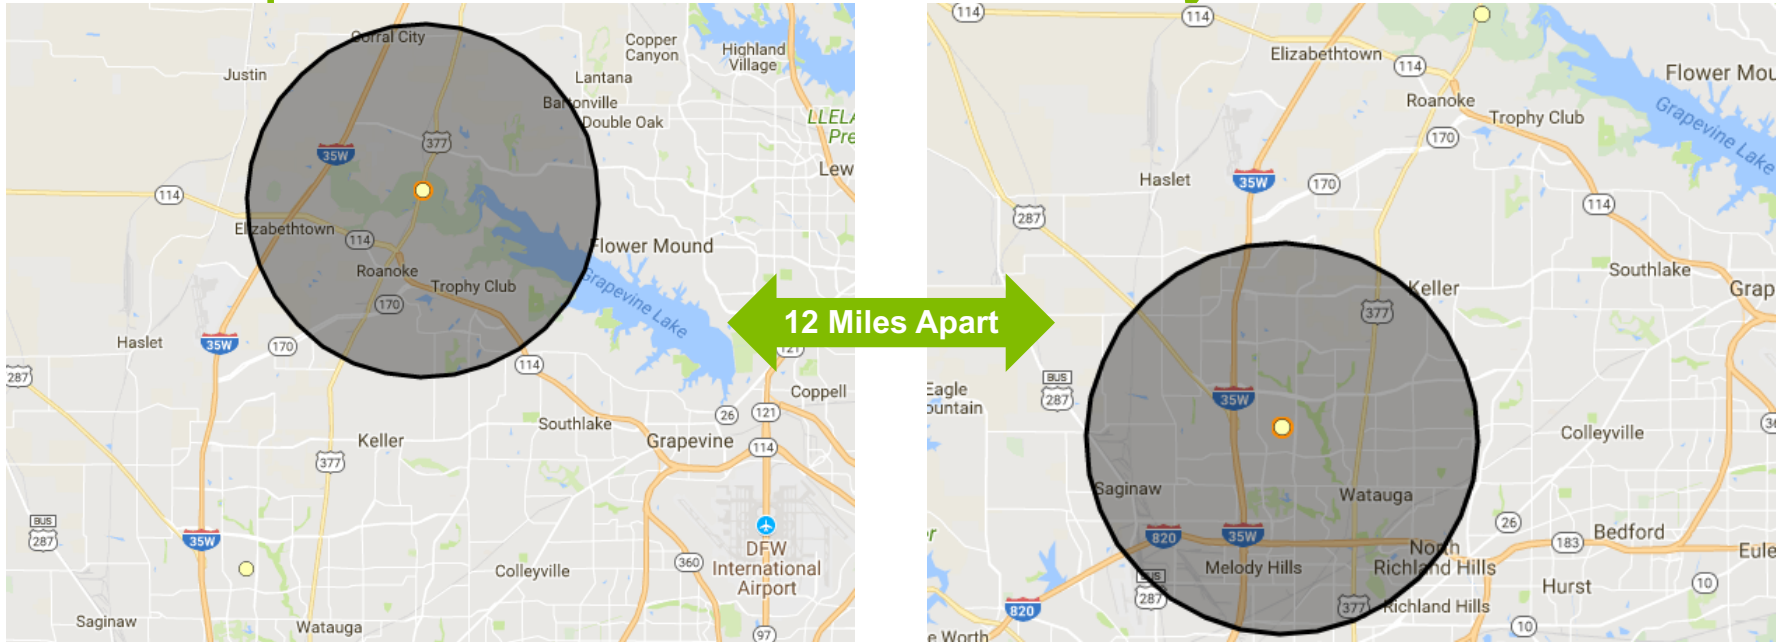 Corral City
Copper
Canyon
Highland
Village
Justin
Lantana
Bartonville
Double Oak
LLELA
Pre
377
35W
Lew
114
Elizabethtown
114
Flower Mound
Roanoke
Trophy Club
170
Grapevine Lake
Haslet
35W
170
121
114
287
Coppell
26
121
Keller
Southlake
Grapevine
114
377
BUS
287
35W
DFW
International
Airport
360
Colleyville
Saginaw
Watauga
97
12 Miles Apart
114
114
Elizabethtown
114
Flower Mou
Roanoke
Trophy Club
Grapevine Lake
170
Haslet
35W
170
114
287
Southlake
Keller
Grap
377
BUS
287
Eagle
ountain
35W
Colleyville
Saginaw
Watauga
26
820
35W
183
Bedford
North
Richland Hills
Eule
Melody Hills
BUS
287
Hurst
10
820
377
Richland Hills
10
e Worth